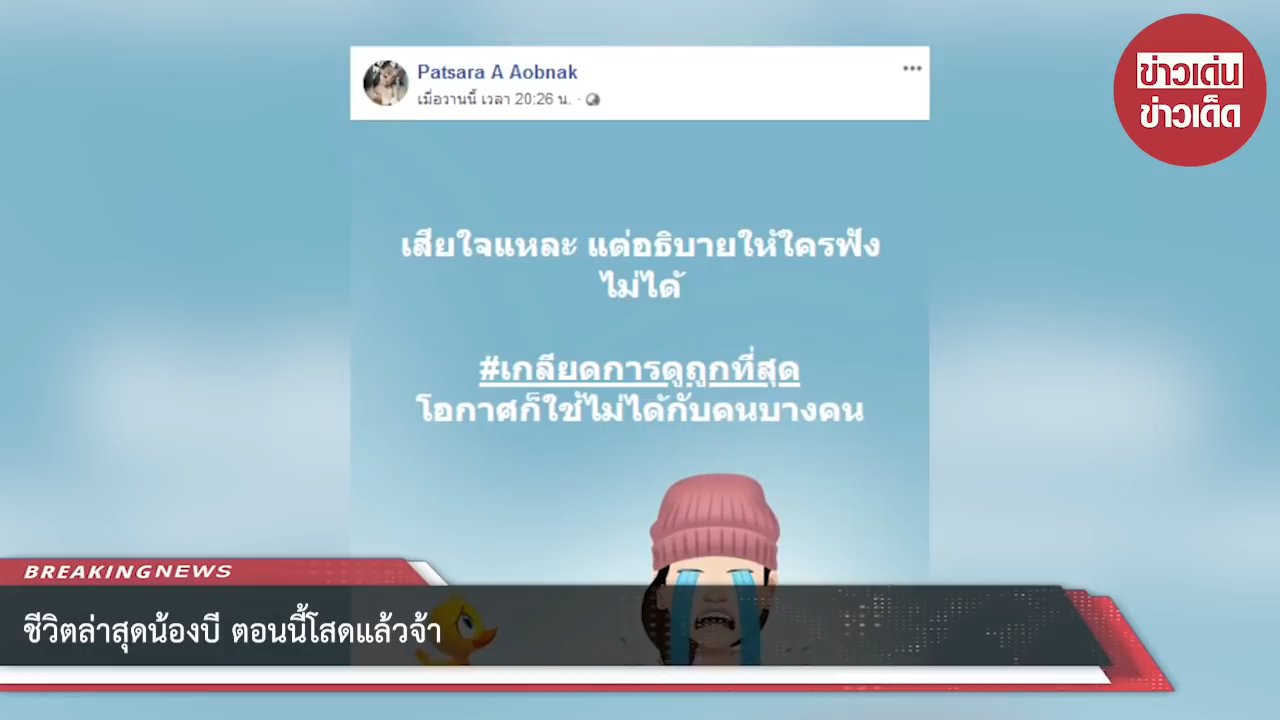 Patsara A Aobnak
เมื่อวานนี้ เวลา 20:26 น. ·
ข่าวเด่น
ข่าวเด็ด
เสียใจแหละ แต่อธิบายให้ใครฟัง
ไม่ได้
#เกลียดการดูถูกที่สุด
โอกาศก็ใช้ไม่ได้กับคนบางคน
BREAKINGNEWS
ชีวิตล่าสุดน้องบี ตอนนี้โสดแล้วจ้า